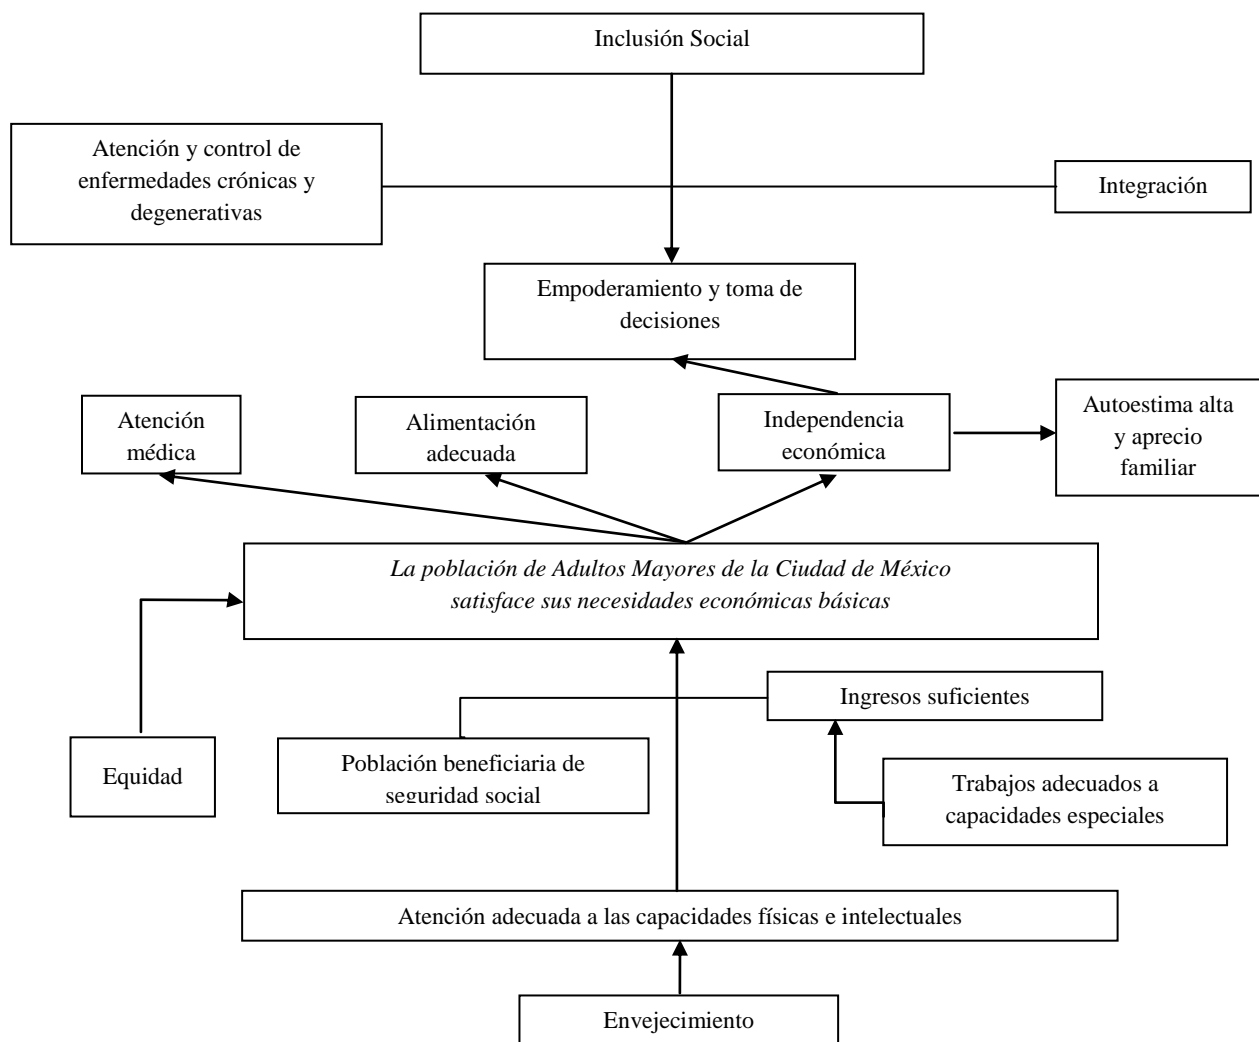 Inclusión Social
Atención y control de
enfermedades crónicas y
degenerativas
Integración
Empoderamiento y toma de
decisiones
Atención
médica
Alimentación
adecuada
Independencia
económica
Autoestima alta
y aprecio
familiar
La población de Adultos Mayores de la Ciudad de México
satisface sus necesidades económicas básicas
Ingresos suficientes
Equidad
Población beneficiaria de
seguridad social
Trabajos adecuados a
capacidades especiales
Atención adecuada a las capacidades físicas e intelectuales
Envejecimiento